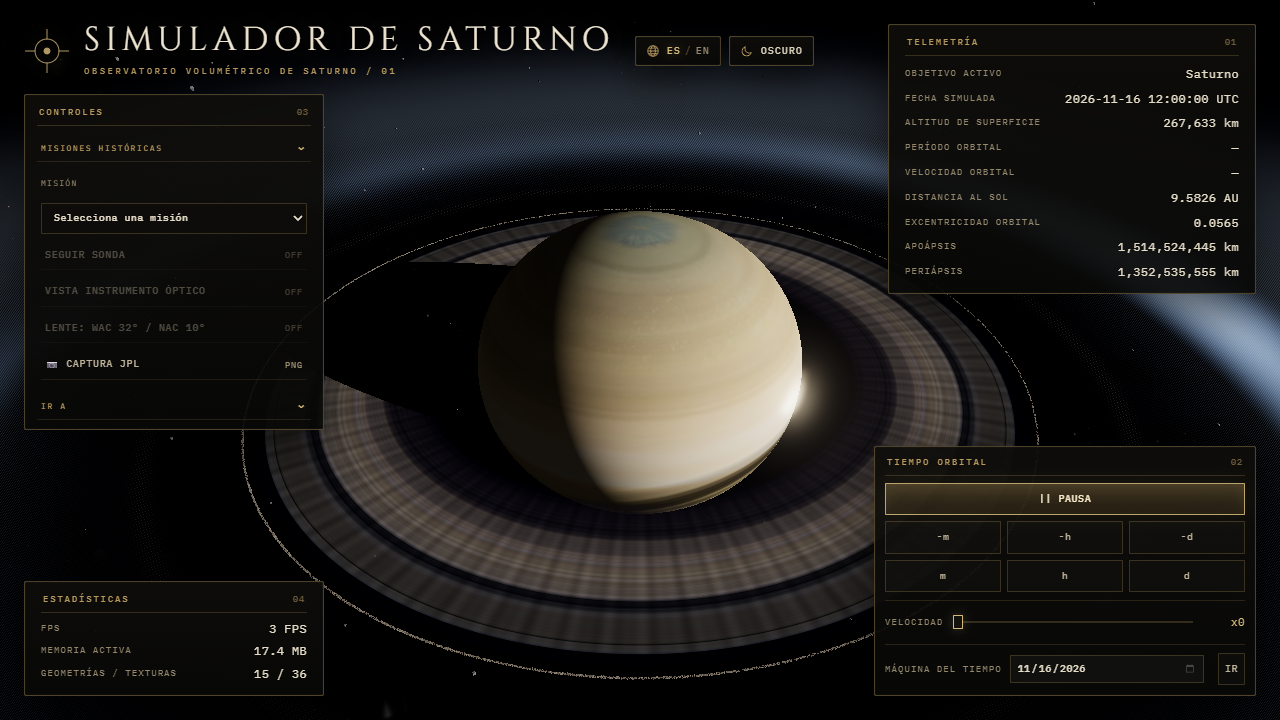 SIMULADOR DE SATURNO
OBSERVATORIO VOLUMÉTRICO DE SATURNO / 01
ES / EN
OSCURO
CONTROLES 03
MISIONES HISTÓRICAS
MISIÓN
Selecciona una misión
SEGUIR SONDA OFF
VISTA INSTRUMENTO ÓPTICO OFF
LENTE: WAC 32° / NAC 10° OFF
CAPTURA JPL PNG
IR A
ESTADÍSTICAS 04
FPS 3 FPS
MEMORIA ACTIVA 17.4 MB
GEOMETRÍAS / TEXTURAS 15 / 36
TELEMETRÍA 01
OBJETIVO ACTIVO Saturno
FECHA SIMULADA 2026-11-16 12:00:00 UTC
ALTITUD DE SUPERFICIE 267,633 km
PERÍODO ORBITAL —
VELOCIDAD ORBITAL —
DISTANCIA AL SOL 9.5826 AU
EXCENTRICIDAD ORBITAL 0.0565
APOÁPSIS 1,514,524,445 km
PERIÁPSIS 1,352,535,555 km
TIEMPO ORBITAL 02
|| PAUSA
-m -h -d
m h d
VELOCIDAD x0
MÁQUINA DEL TIEMPO 11/16/2026 IR